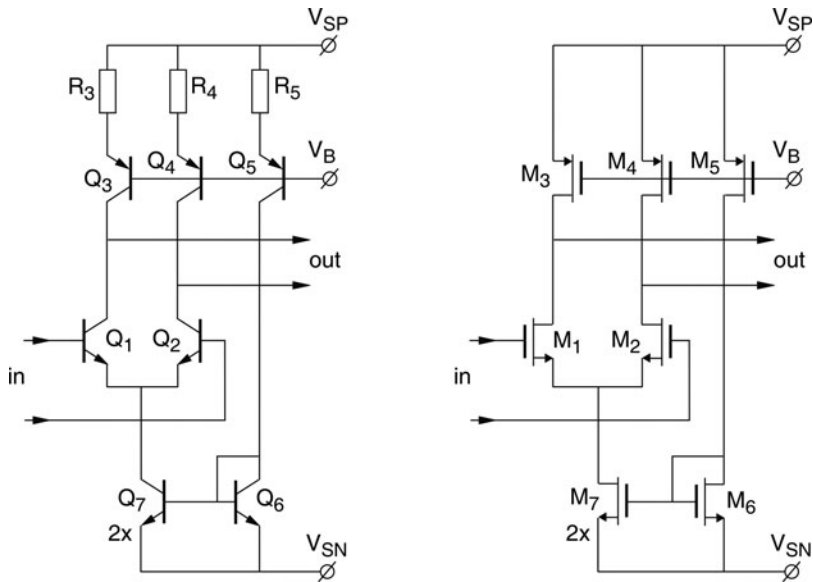 V_SP
R_3
R_4
R_5
V_B
Q_3
Q_4
Q_5
out
Q_1
Q_2
in
Q_7
Q_6
2x
V_SN
V_SP
V_B
M_3
M_4
M_5
out
M_1
M_2
in
M_7
M_6
2x
V_SN